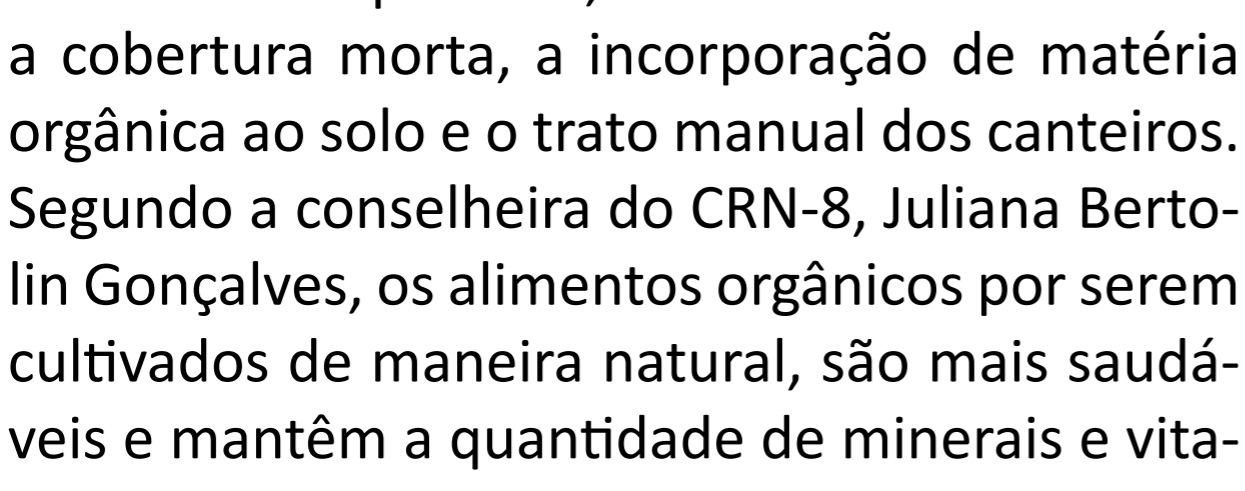 a cobertura morta, a incorporação de matéria
orgânica ao solo e o trato manual dos canteiros.
Segundo a conselheira do CRN-8, Juliana Berto-
lin Gonçalves, os alimentos orgânicos por serem
cultivados de maneira natural, são mais saudá-
veis e mantêm a quantidade de minerais e vita-